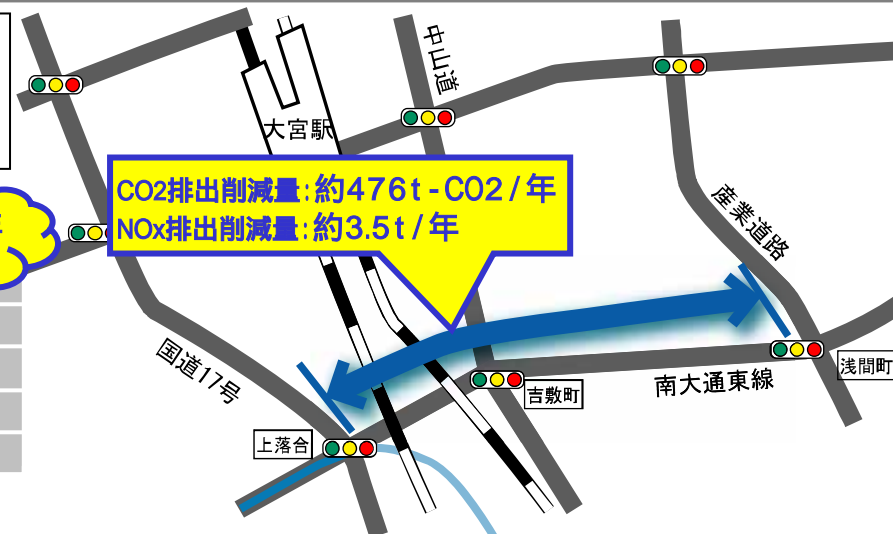 中山道
大宮駅
CO2排出削減量:約476t-CO2/年
NOx排出削減量:約3.5t/年
産業道路
国道17号
浅間町
南大通東線
吉敷町
上落合